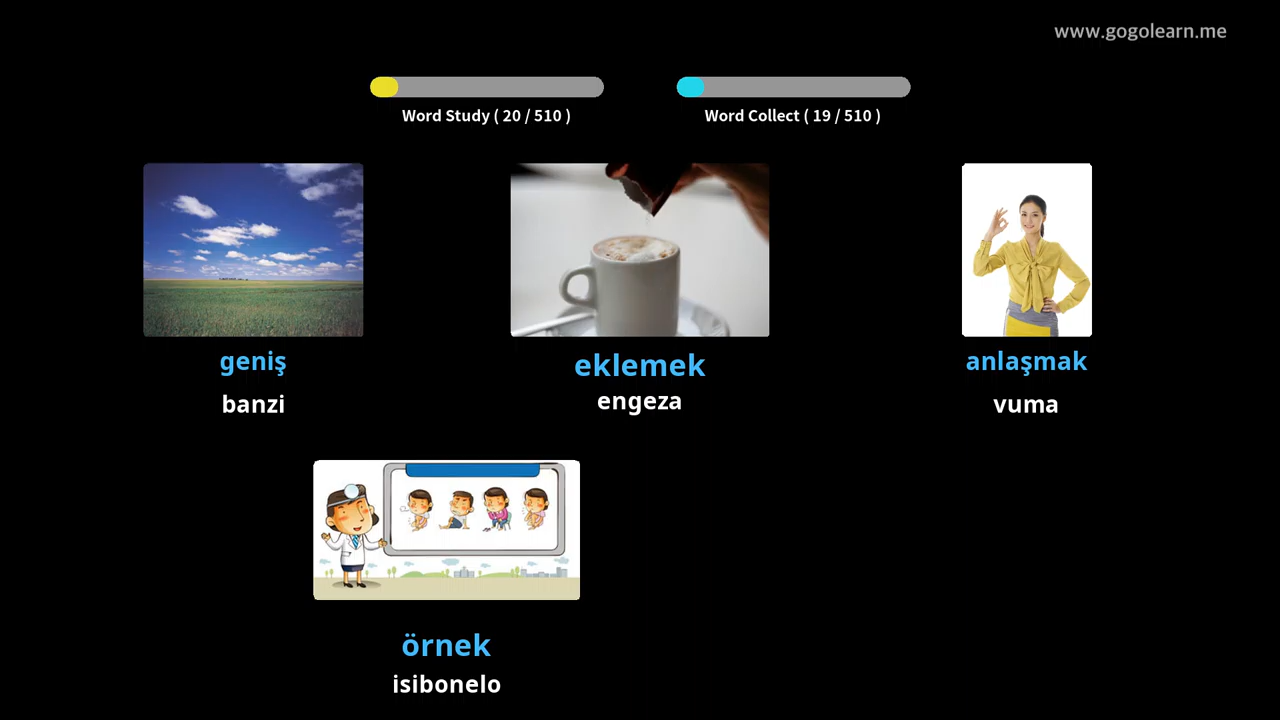 www.gogolearn.me
Word Study ( 20 / 510 )
Word Collect ( 19 / 510 )
geniş
eklemek
anlaşmak
banzi
engeza
vuma
örnek
isibonelo